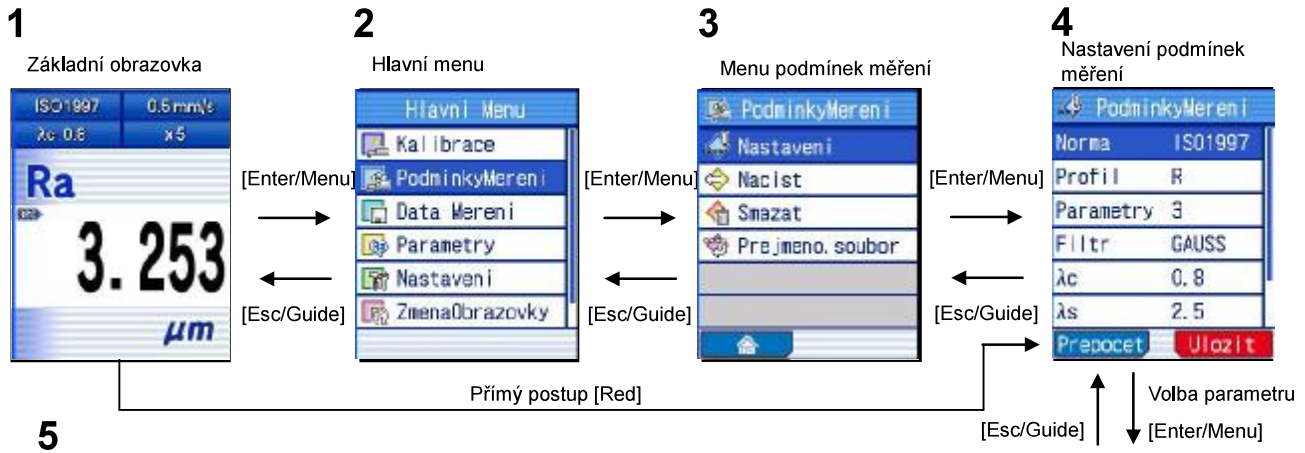 1
Základní obrazovka
ISO1997 0.5mm/s
λc 0.8 x5
Ra
3.253
μm
[Enter/Menu]
[Esc/Guide]
2
Hlavní menu
Hlavni Menu
Kalibrace
PodminkyMereni
Data Mereni
Parametry
Nastaveni
ZmenaObrazovky
[Enter/Menu]
[Esc/Guide]
3
Menu podmínek měření
PodminkyMereni
Nastaveni
Nacist
Smazat
Prejmeno.soubor
[Enter/Menu]
[Esc/Guide]
4
Nastavení podmínek
měření
PodminkyMereni
Norma ISO1997
Profil R
Parametry 3
Filtr GAUSS
λc 0.8
λs 2.5
Prepocet Ulozit
Přímý postup [Red]
Volba parametru
[Esc/Guide] [Enter/Menu]
5